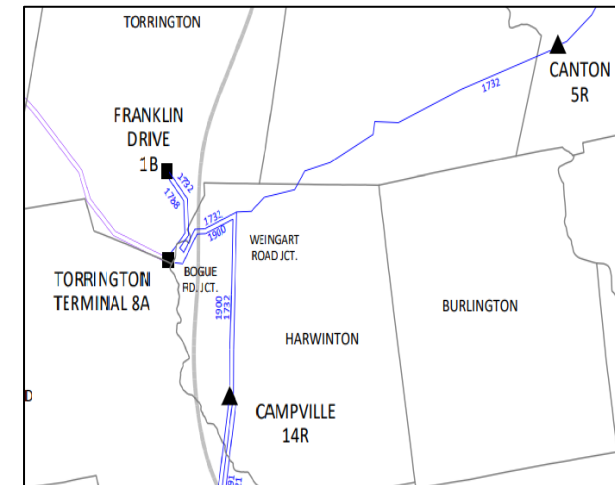 TORRINGTON
CANTON
5R
1732
FRANKLIN
DRIVE
1B
1732
1768
1732
1900
WEINGART
ROAD JCT.
BOGUE
RD. JCT.
TORRINGTON
TERMINAL 8A
1900
1732
BURLINGTON
HARWINTON
CAMPVILLE
14R